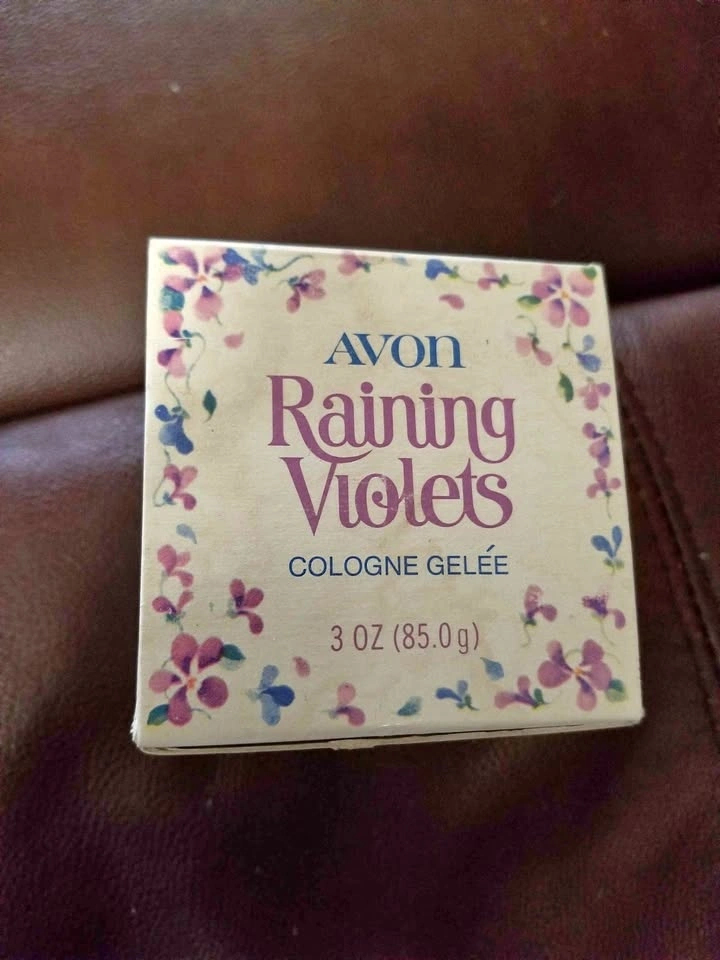 AVON
Raining
Violets
COLOGNE GELÉE
3 OZ (85.0g)